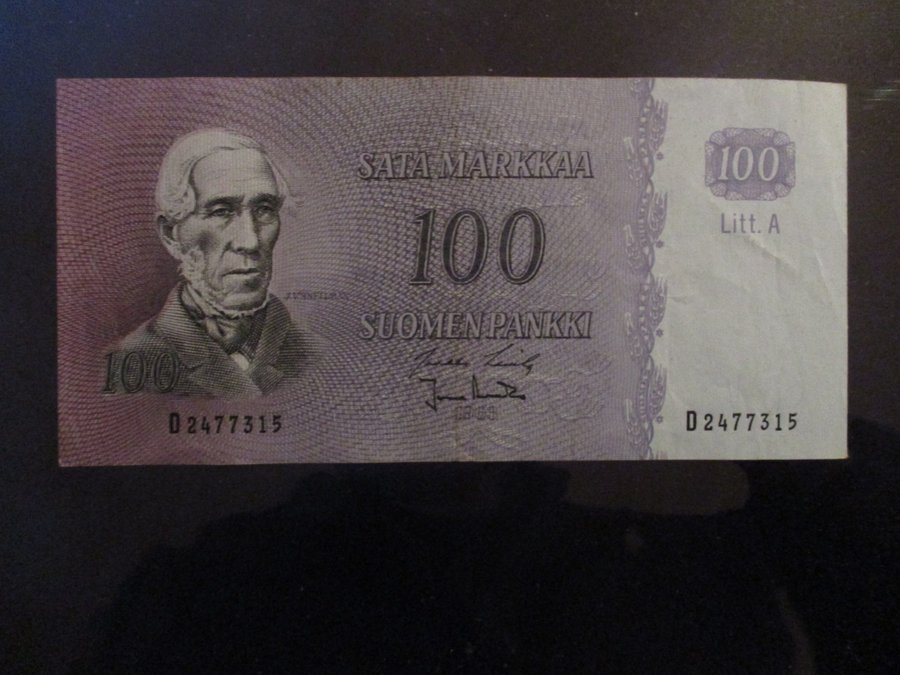 SATA MARKKAA
100
SUOMEN PANKKI
100
D2477315
100
Litt. A
D2477315